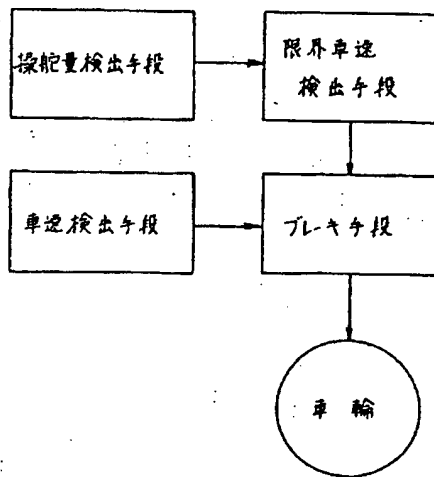 操舵量検出手段
限界車速
検出手段
車速検出手段
ブレーキ手段
車輪